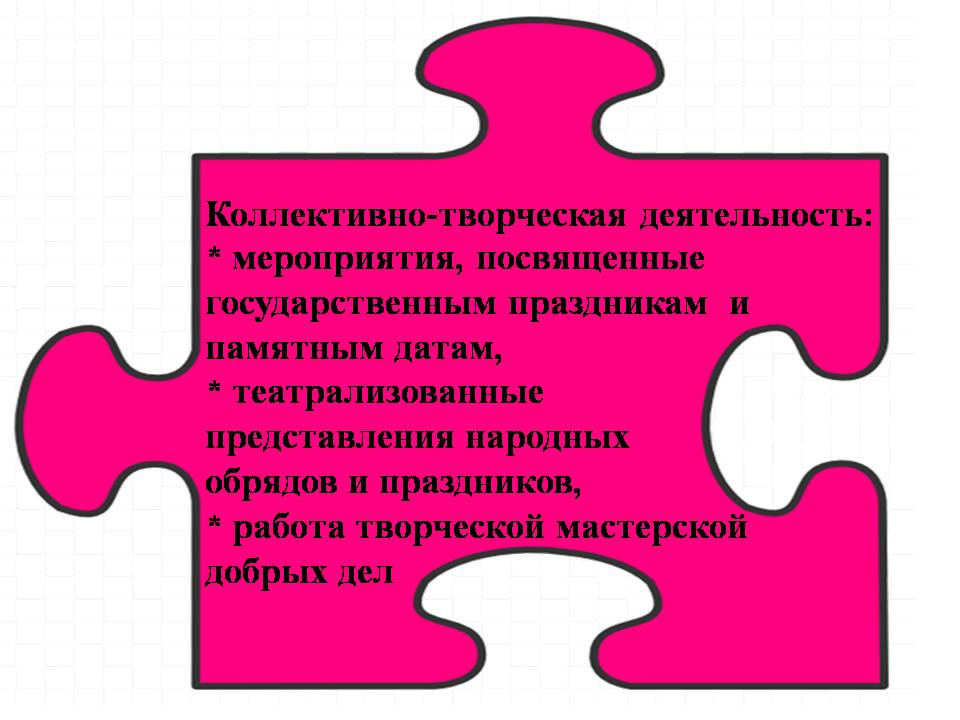 Коллективно-творческая деятельность:
* мероприятия, посвященные
государственным праздникам  и
памятным датам,
* театрализованные
представления народных
обрядов и праздников,
* работа творческой мастерской
добрых дел